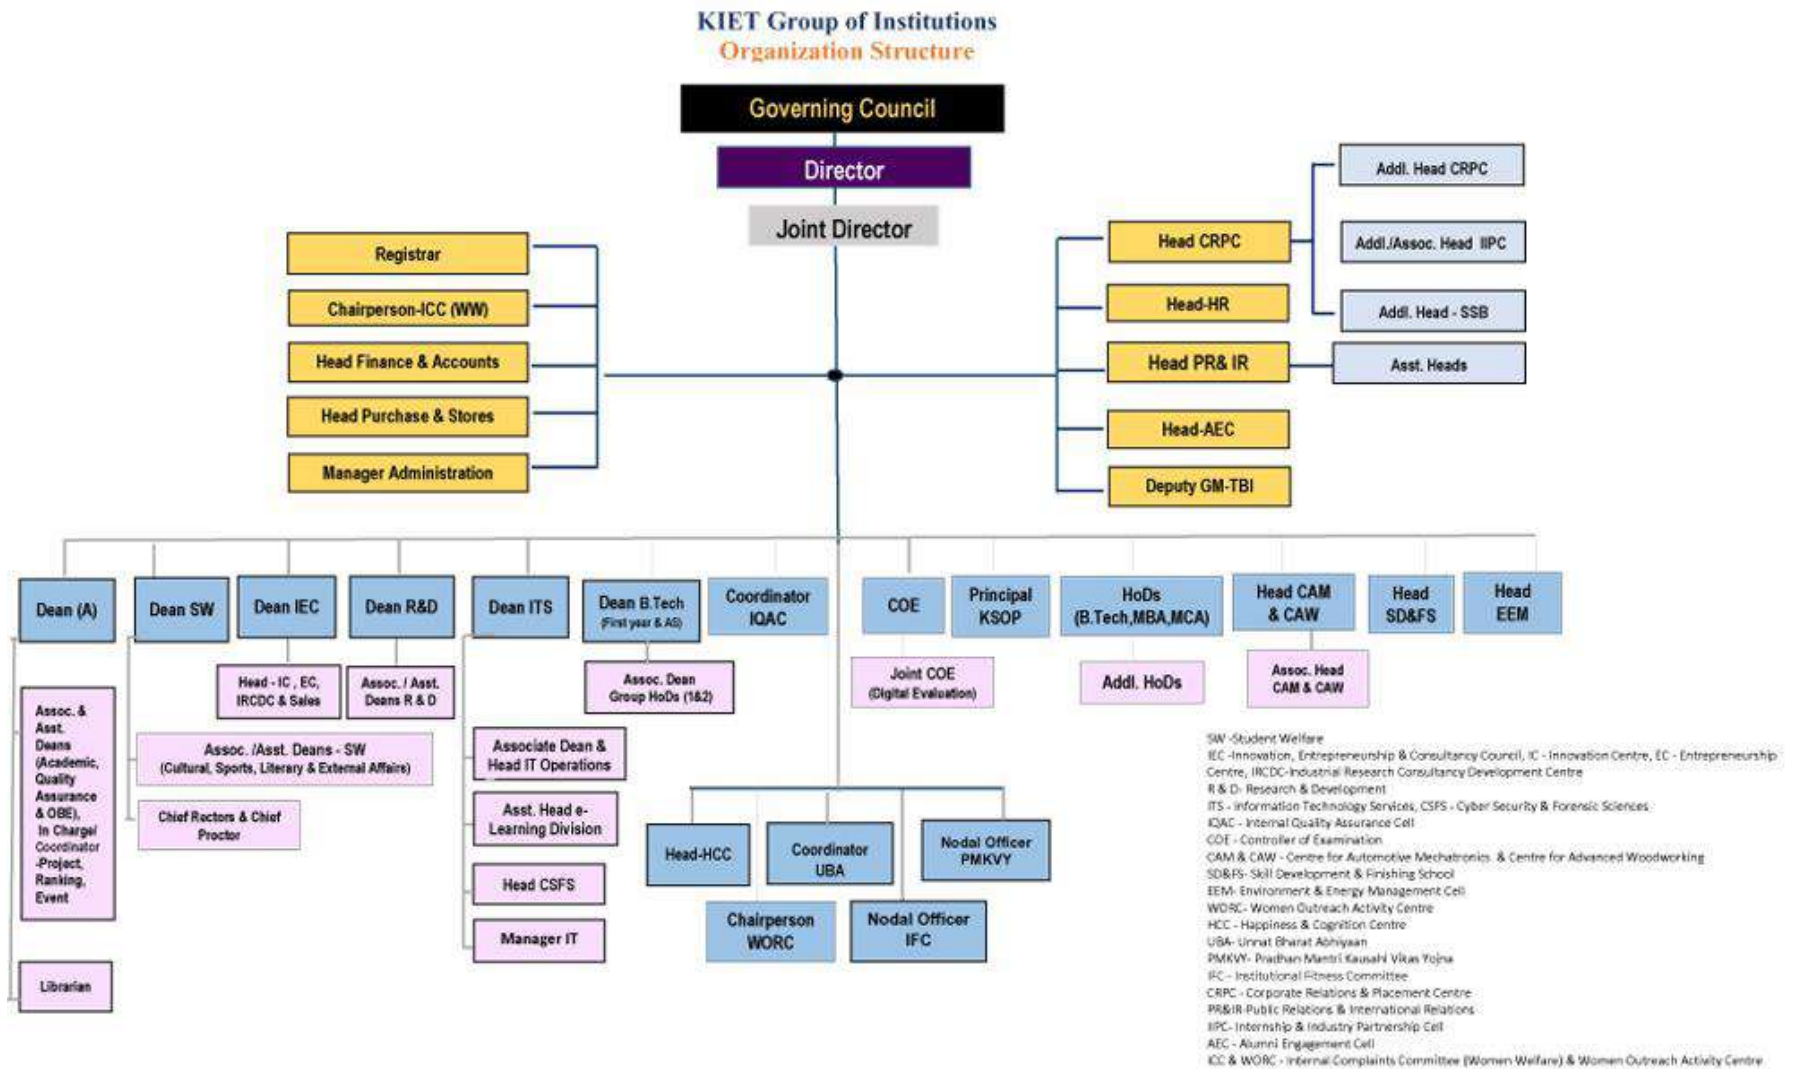 KIET Group of Institutions
Organization Structure
Governing Council
Director
Joint Director
Registrar
Chairperson-ICC (WW)
Head Finance & Accounts
Head Purchase & Stores
Manager Administration
Head CRPC
Head-HR
Head PR& IR
Head-AEC
Deputy GM-TBI
Addl. Head CRPC
Addl./Assoc. Head IIPC
Addl. Head - SSB
Asst. Heads
Dean (A)
Dean SW
Dean IEC
Dean R&D
Dean ITS
Dean B.Tech
(First year & AS)
Coordinator
IQAC
COE
Principal
KSOP
HoDs
(B.Tech,MBA,MCA)
Head CAM
& CAW
Head
SD&FS
Head
EEM
Assoc. &
Asst.
Deans
(Academic,
Quality
Assurance
& OBE),
In Charge/
Coordinator
-Project,
Ranking,
Event
Librarian
Assoc. /Asst. Deans - SW
(Cultural, Sports, Literary & External Affairs)
Chief Rectors & Chief
Proctor
Head - IC , EC,
IRCDC & Sales
Assoc. / Asst.
Deans R & D
Associate Dean &
Head IT Operations
Asst. Head e-
Learning Division
Head CSFS
Manager IT
Assoc. Dean
Group HoDs (1&2)
Joint COE
(Digital Evaluation)
Addl. HoDs
Assoc. Head
CAM & CAW
Head-HCC
Coordinator
UBA
Nodal Officer
PMKVY
Chairperson
WORC
Nodal Officer
IFC
SW -Student Welfare
IEC -Innovation, Entrepreneurship & Consultancy Council, IC - Innovation Centre, EC - Entrepreneurship
Centre, IRCDC-Industrial Research Consultancy Development Centre
R & D- Research & Development
ITS - Information Technology Services, CSFS - Cyber Security & Forensic Sciences
IQAC - Internal Quality Assurance Cell
COE - Controller of Examination
CAM & CAW - Centre for Automotive Mechatronics & Centre for Advanced Woodworking
SD&FS- Skill Development & Finishing School
EEM- Environment & Energy Management Cell
WORC- Women Outreach Activity Centre
HCC - Happiness & Cognition Centre
UBA- Unnat Bharat Abhiyaan
PMKVY- Pradhan Mantri Kausahl Vikas Yojna
IFC - Institutional Fitness Committee
CRPC - Corporate Relations & Placement Centre
PR&IR-Public Relations & International Relations
IIPC- Internship & Industry Partnership Cell
AEC - Alumni Engagement Cell
ICC & WORC - Internal Complaints Committee (Women Welfare) & Women Outreach Activity Centre